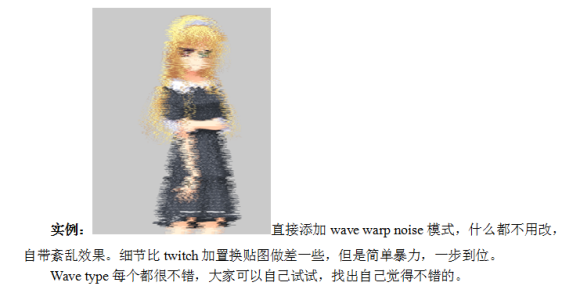 实例：直接添加 wave warp noise 模式，什么都不用改，
自带紊乱效果。细节比 twitch 加置换贴图做差一些，但是简单暴力，一步到位。
Wave type 每个都很不错，大家可以自己试试，找出自己觉得不错的。